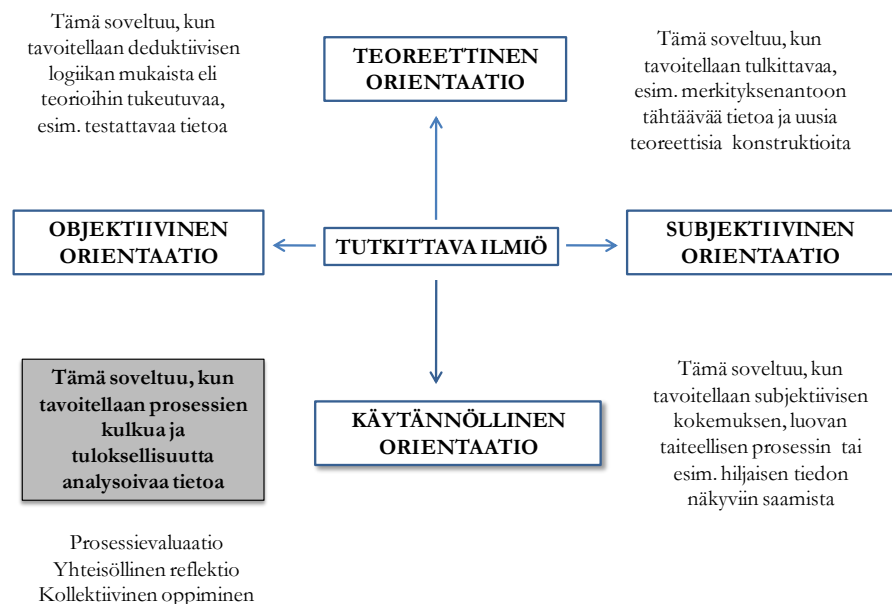 Tämä soveltuu, kun
tavoitellaan deduktiivisen
logiikan mukaista eli
teorioihin tukeutuvaa,
esim. testattavaa tietoa
TEOREETTINEN
ORIENTAATIO
Tämä soveltuu, kun
tavoitellaan tulkittavaa,
esim. merkityksenantoon
tähtäävää tietoa ja uusia
teoreettisia konstruktioita
OBJEKTIIVINEN
ORIENTAATIO
TUTKITTAVA ILMIÖ
SUBJEKTIIVINEN
ORIENTAATIO
Tämä soveltuu, kun
tavoitellaan prosessien
kulkua ja
tuloksellisuutta
analysoivaa tietoa
KÄYTÄNNÖLLINEN
ORIENTAATIO
Tämä soveltuu, kun
tavoitellaan subjektiivisen
kokemuksen, luovan
taiteellisen prosessin tai
esim. hiljaisen tiedon
näkyviin saamista
Prosessievaluaatio
Yhteisöllinen reflektio
Kollektiivinen oppiminen